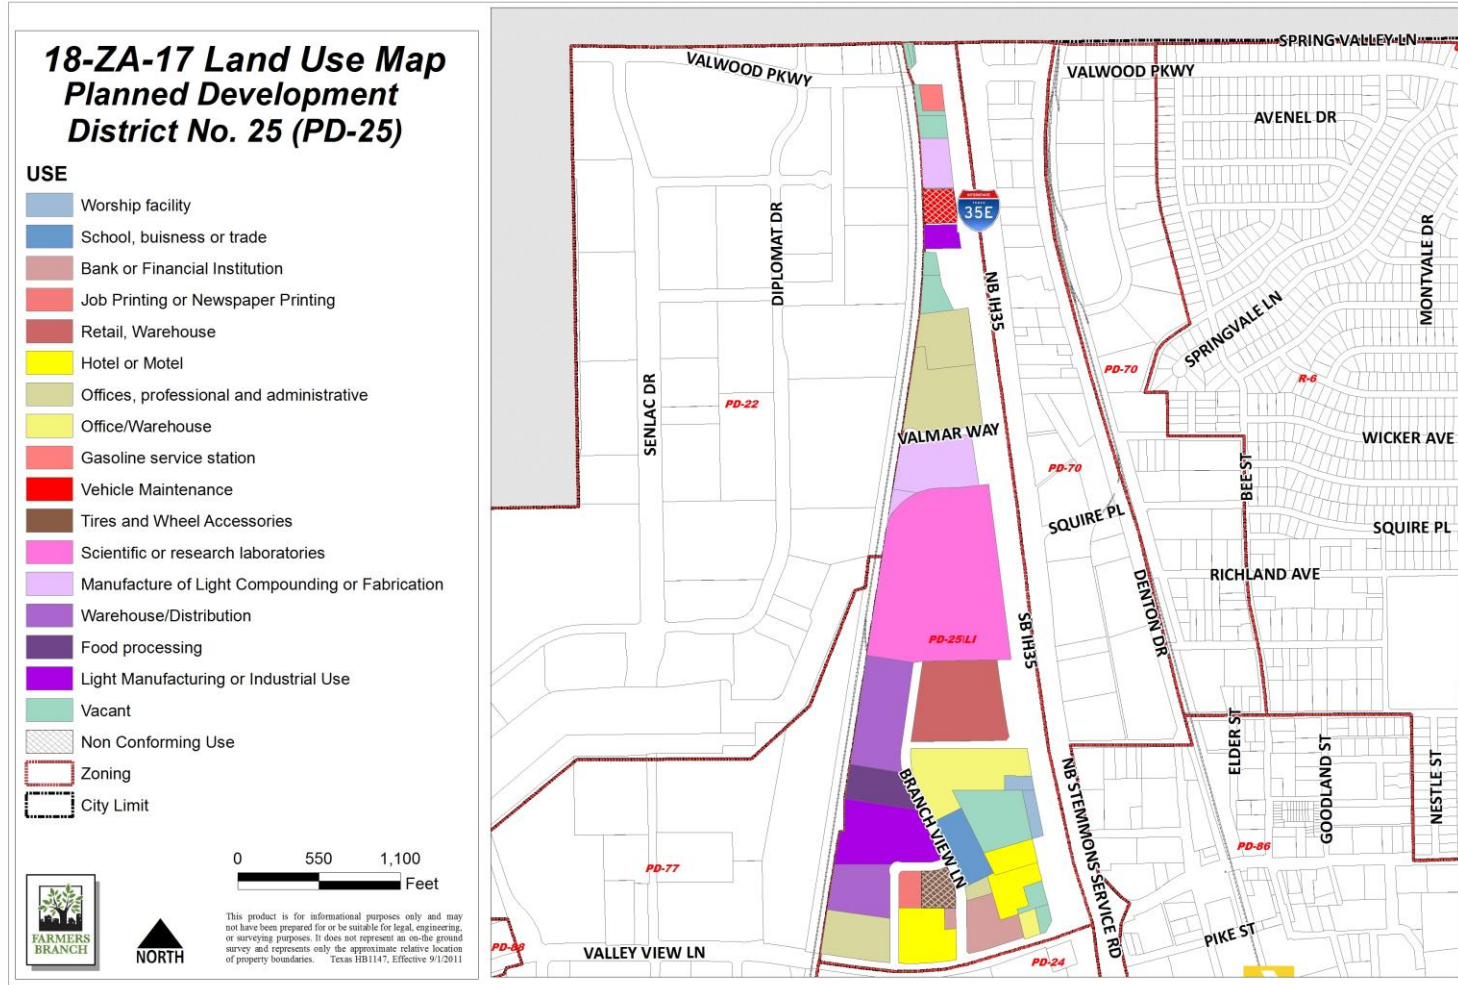 18-ZA-17 Land Use Map
Planned Development
District No. 25 (PD-25)
USE
Worship facility
School, buisness or trade
Bank or Financial Institution
Job Printing or Newspaper Printing
Retail, Warehouse
Hotel or Motel
Offices, professional and administrative
Office/Warehouse
Gasoline service station
Vehicle Maintenance
Tires and Wheel Accessories
Scientific or research laboratories
Manufacture of Light Compounding or Fabrication
Warehouse/Distribution
Food processing
Light Manufacturing or Industrial Use
Vacant
Non Conforming Use
Zoning
City Limit
0 550 1,100
Feet
FARMERS
BRANCH
NORTH
This product is for informational purposes only and may
not have been prepared for or be suitable for legal, engineering,
or surveying purposes. It does not represent an on-the ground
survey and represents only the approximate relative location
of property boundaries. Texas HB1147, Effective 9/1/2011
SPRING VALLEY LN
VALWOOD PKWY
VALWOOD PKWY
AVENEL DR
INTERSTATE
TEXAS
35E
DIPLOMAT DR
MONTVALE DR
NB IH35
SPRINGVALE LN
PD-70
R-6
SENLAC DR
PD-22
VALMAR WAY
WICKER AVE
PD-70
BEE ST
SQUIRE PL
SQUIRE PL
RICHLAND AVE
DENTON DR
SB IH35
PD-25\LI
ELDER ST
GOODLAND ST
NESTLE ST
BRANCH VIEW LN
NB STEMMONS SERVICE RD
PD-86
PD-77
PIKE ST
PD-88
VALLEY VIEW LN
PD-24